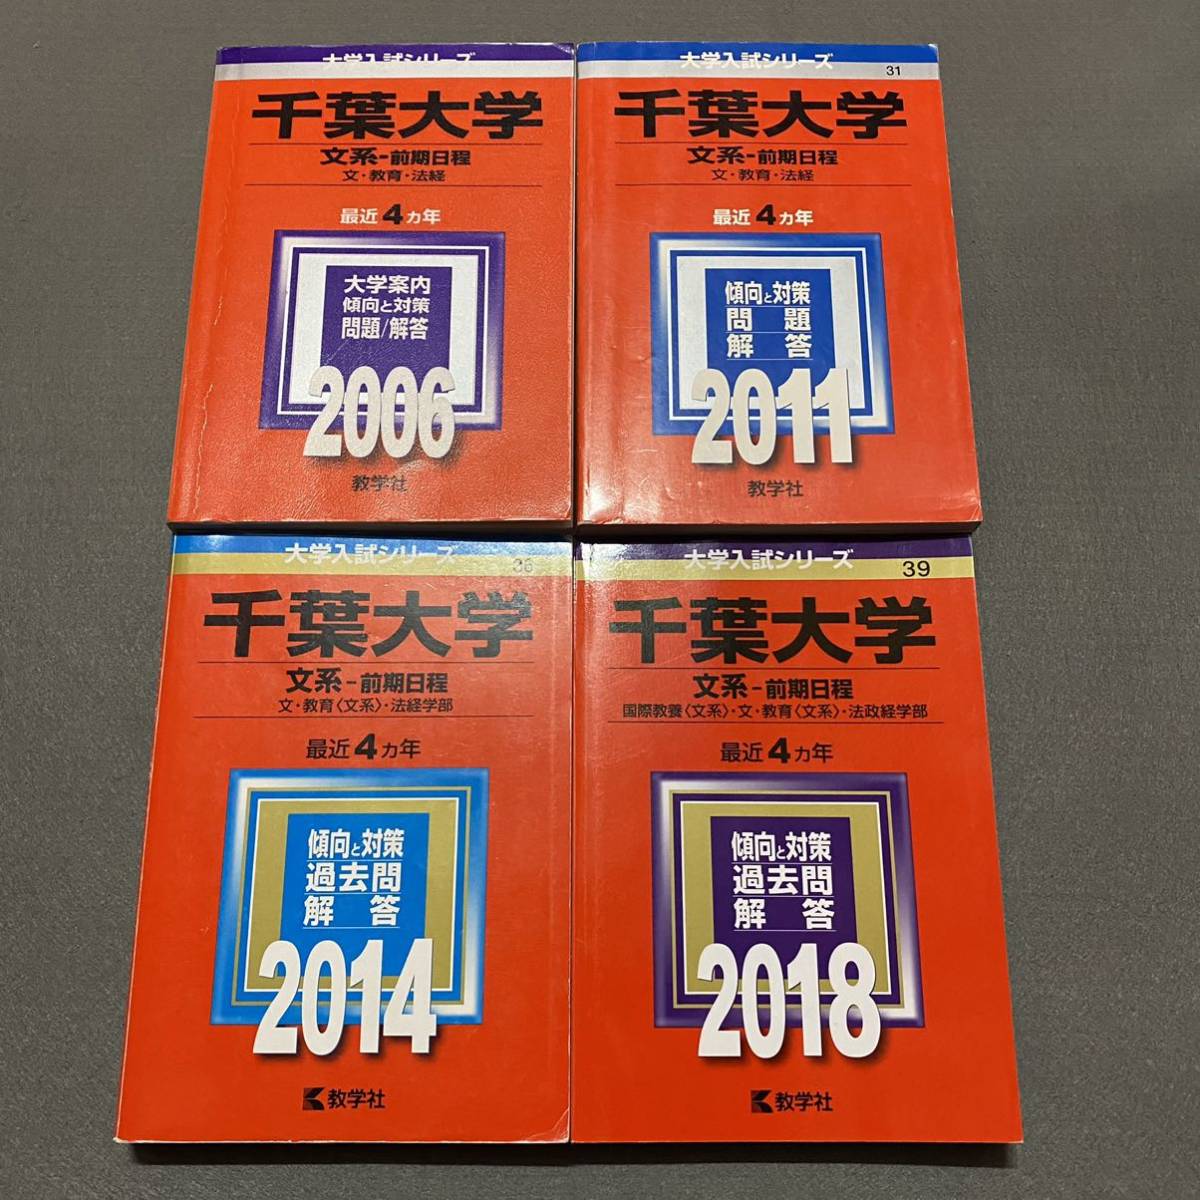 大学入試シリーズ
千葉大学
文系-前期日程
文・教育・法経
最近4ヵ年
大学案内
傾向と対策
問題/解答
2006
教学社
大学入試シリーズ
31
千葉大学
文系-前期日程
文・教育・法経
最近4ヵ年
傾向と対策
問題
解答
2011
教学社
大学入試シリーズ
36
千葉大学
文系-前期日程
文・教育〈文系〉・法経学部
最近4ヵ年
傾向と対策
過去問
解答
2014
教学社
大学入試シリーズ
39
千葉大学
文系-前期日程
国際教養〈文系〉・文・教育〈文系〉・法政経学部
最近4ヵ年
傾向と対策
過去問
解答
2018
教学社